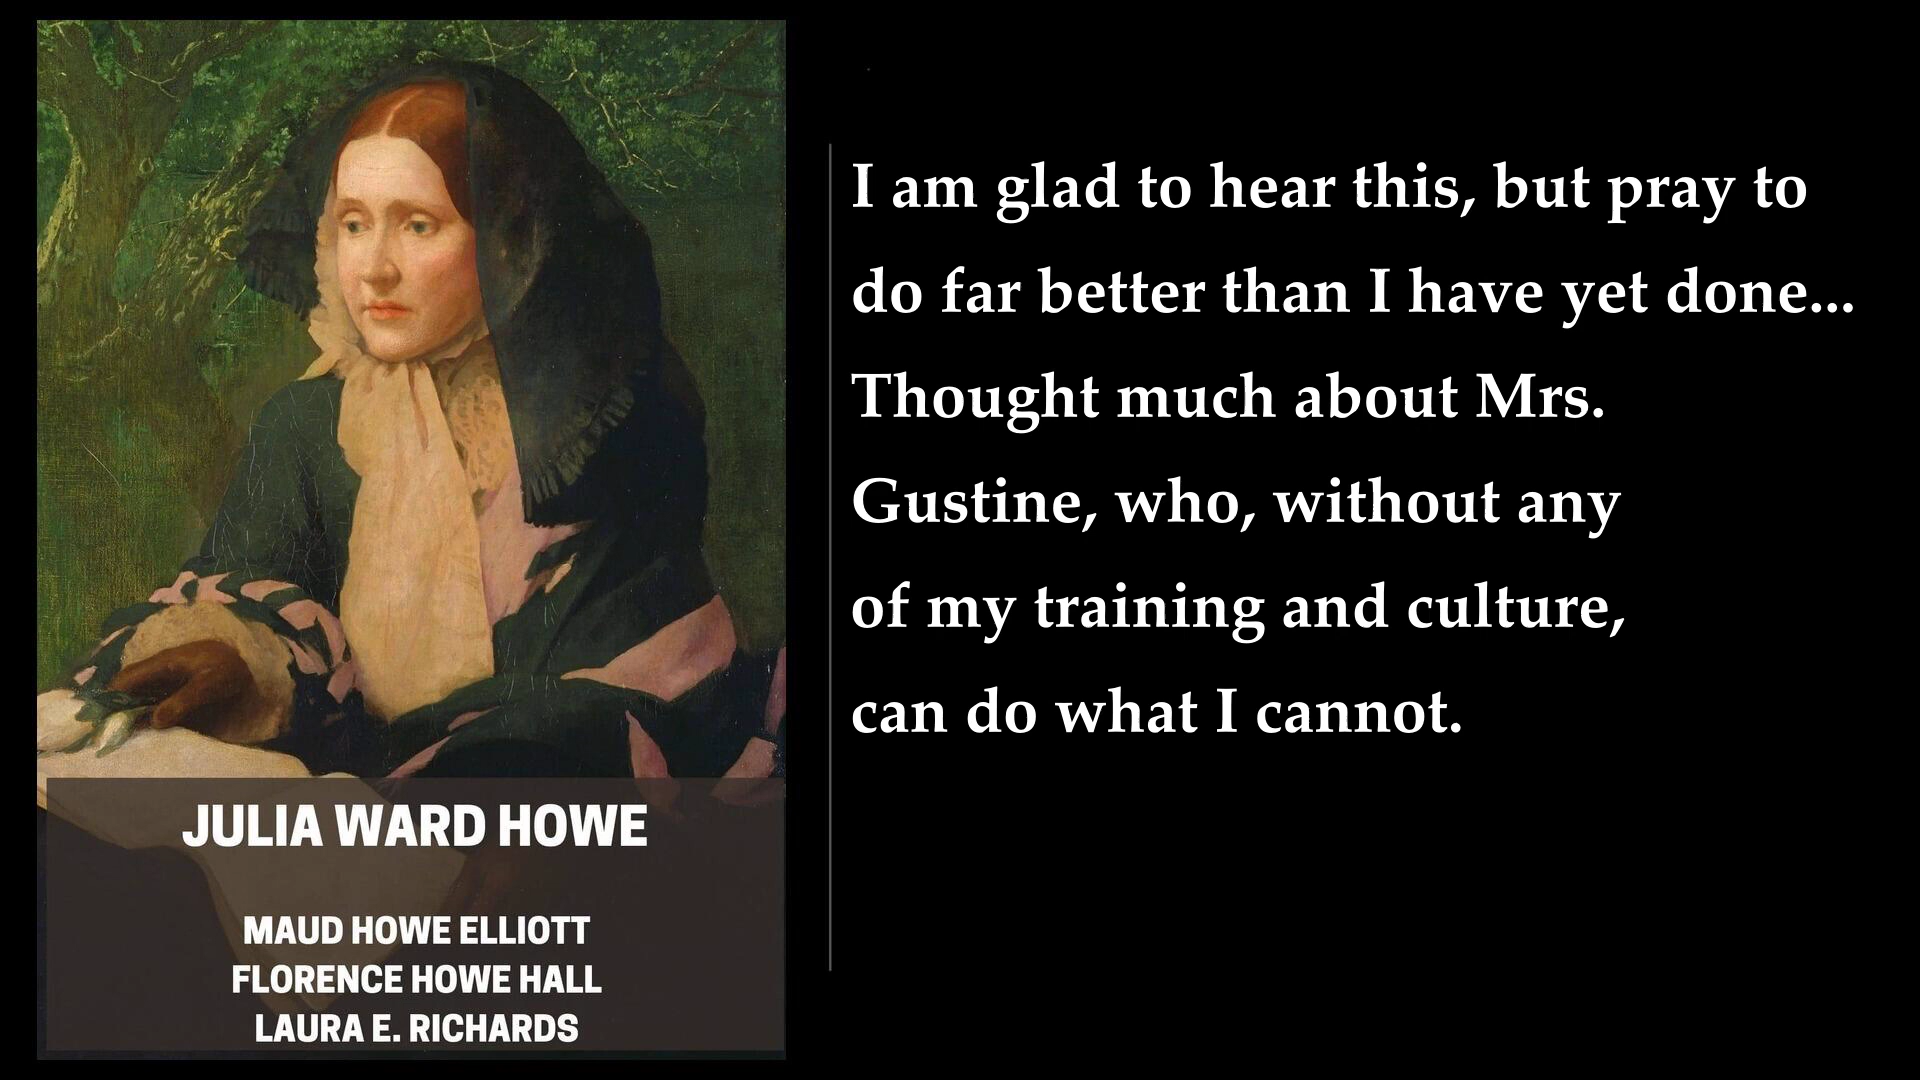 JULIA WARD HOWE
MAUD HOWE ELLIOTT
FLORENCE HOWE HALL
LAURA E. RICHARDS
I am glad to hear this, but pray to
do far better than I have yet done...
Thought much about Mrs.
Gustine, who, without any
of my training and culture,
can do what I cannot.